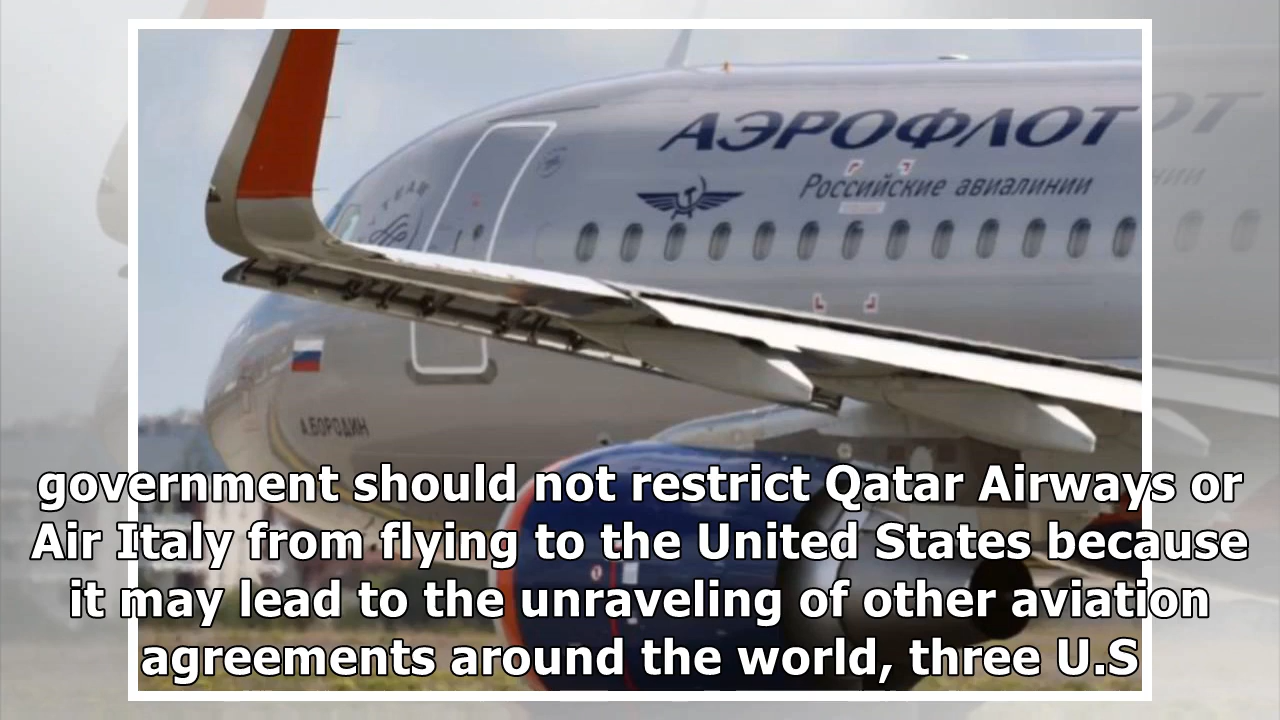 АЭРОФЛОТ
Российские авиалинии
А.БОРОДИН
government should not restrict Qatar Airways or
Air Italy from flying to the United States because
it may lead to the unraveling of other aviation
agreements around the world, three U.S